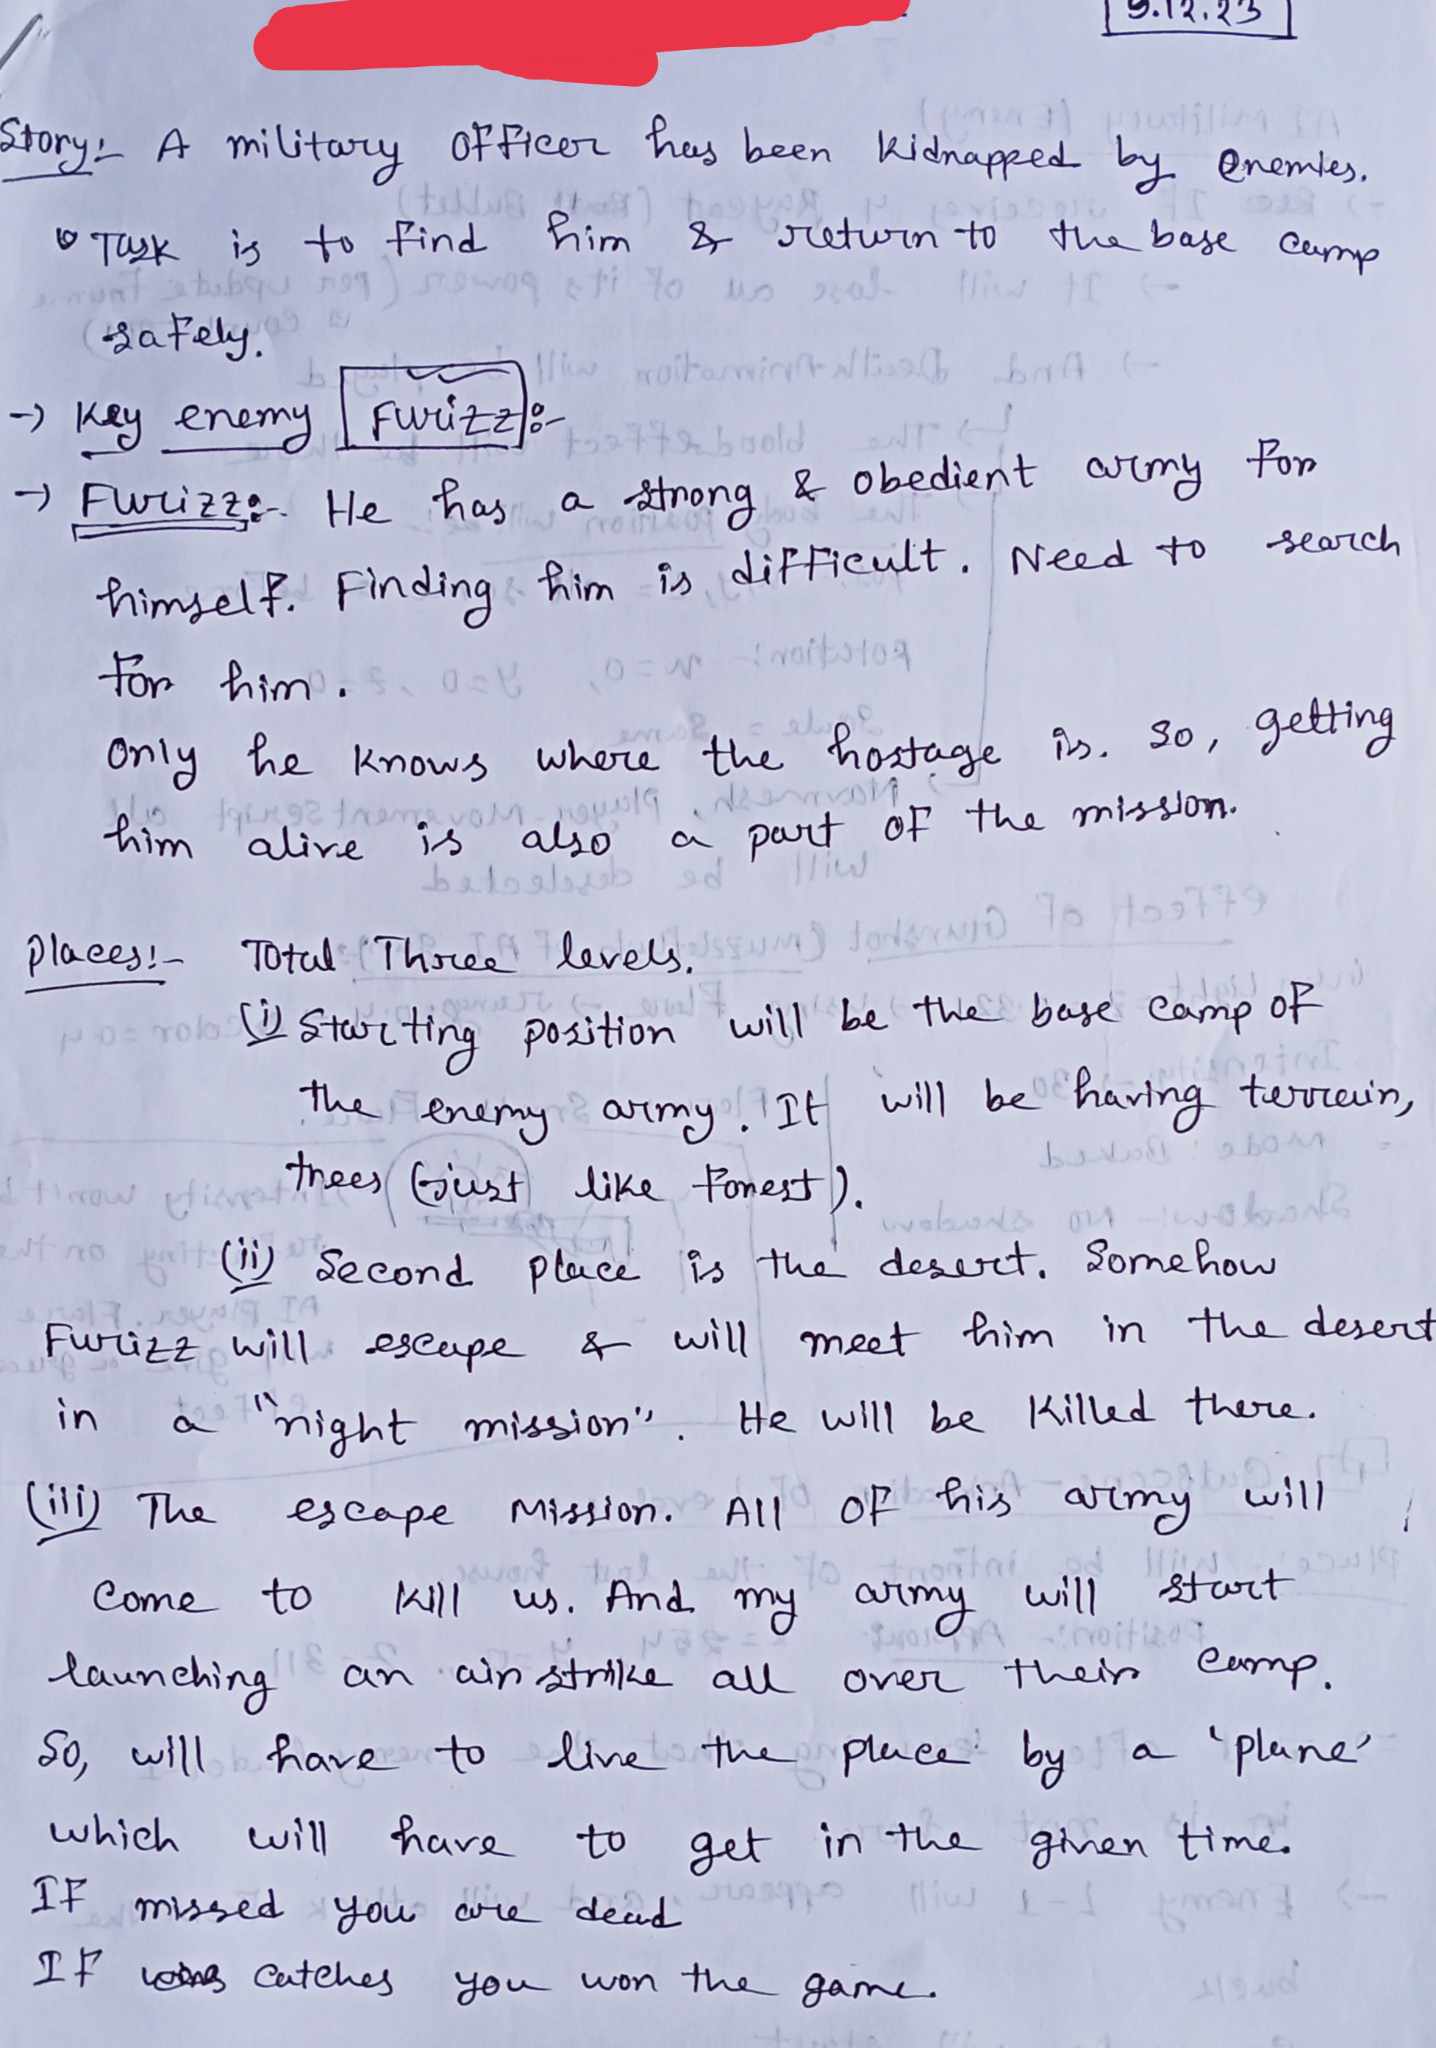 9.12.23
Story:- A military officer has been kidnapped by enemies.
Task is to find him & return to the base camp
safely.
-> Key enemy Furizz:-
-> Furizz:- He has a strong & obedient army for
himself. Finding him is difficult. Need to search
for him.
Only he knows where the hostage is. So, getting
him alive is also a part of the mission.
Places:- Total Three levels.
(i) Starting position will be the base camp of
the enemy army. It will be having terrain,
trees (just like Forest).
(ii) Second place is the desert. Somehow
Furizz will escape & will meet him in the desert
in a "night mission". He will be killed there.
(iii) The escape Mission. All of his army will
come to kill us. And my army will start
launching an air strike all over their camp.
So, will have to live the place by a 'plane'
which will have to get in the given time.
If missed you are dead
If catches you won the game.